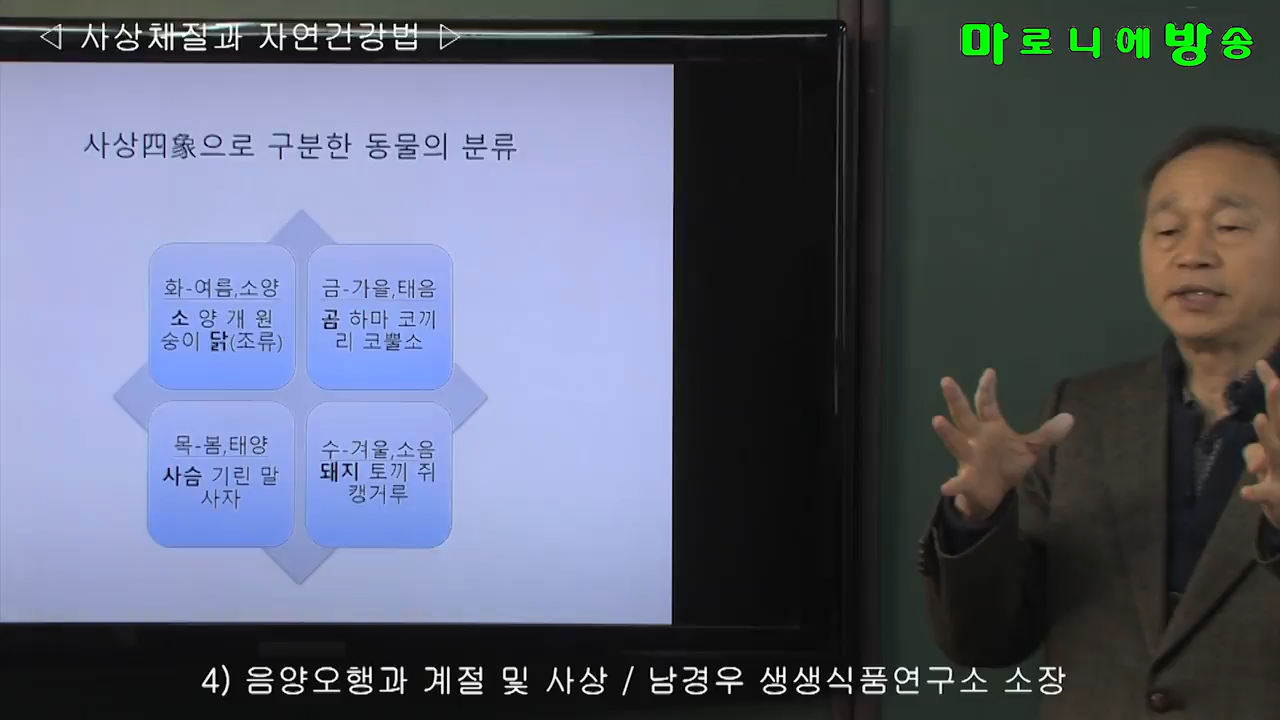 ◁ 사상체질과 자연건강법 ▷
마로니에방송
사상四象으로 구분한 동물의 분류
화-여름,소양
소 양 개 원
숭이 닭(조류)
금-가을,태음
곰 하마 코끼
리 코뿔소
목-봄,태양
사슴 기린 말
사자
수-겨울,소음
돼지 토끼 쥐
캥거루
4) 음양오행과 계절 및 사상 / 남경우 생생식품연구소 소장